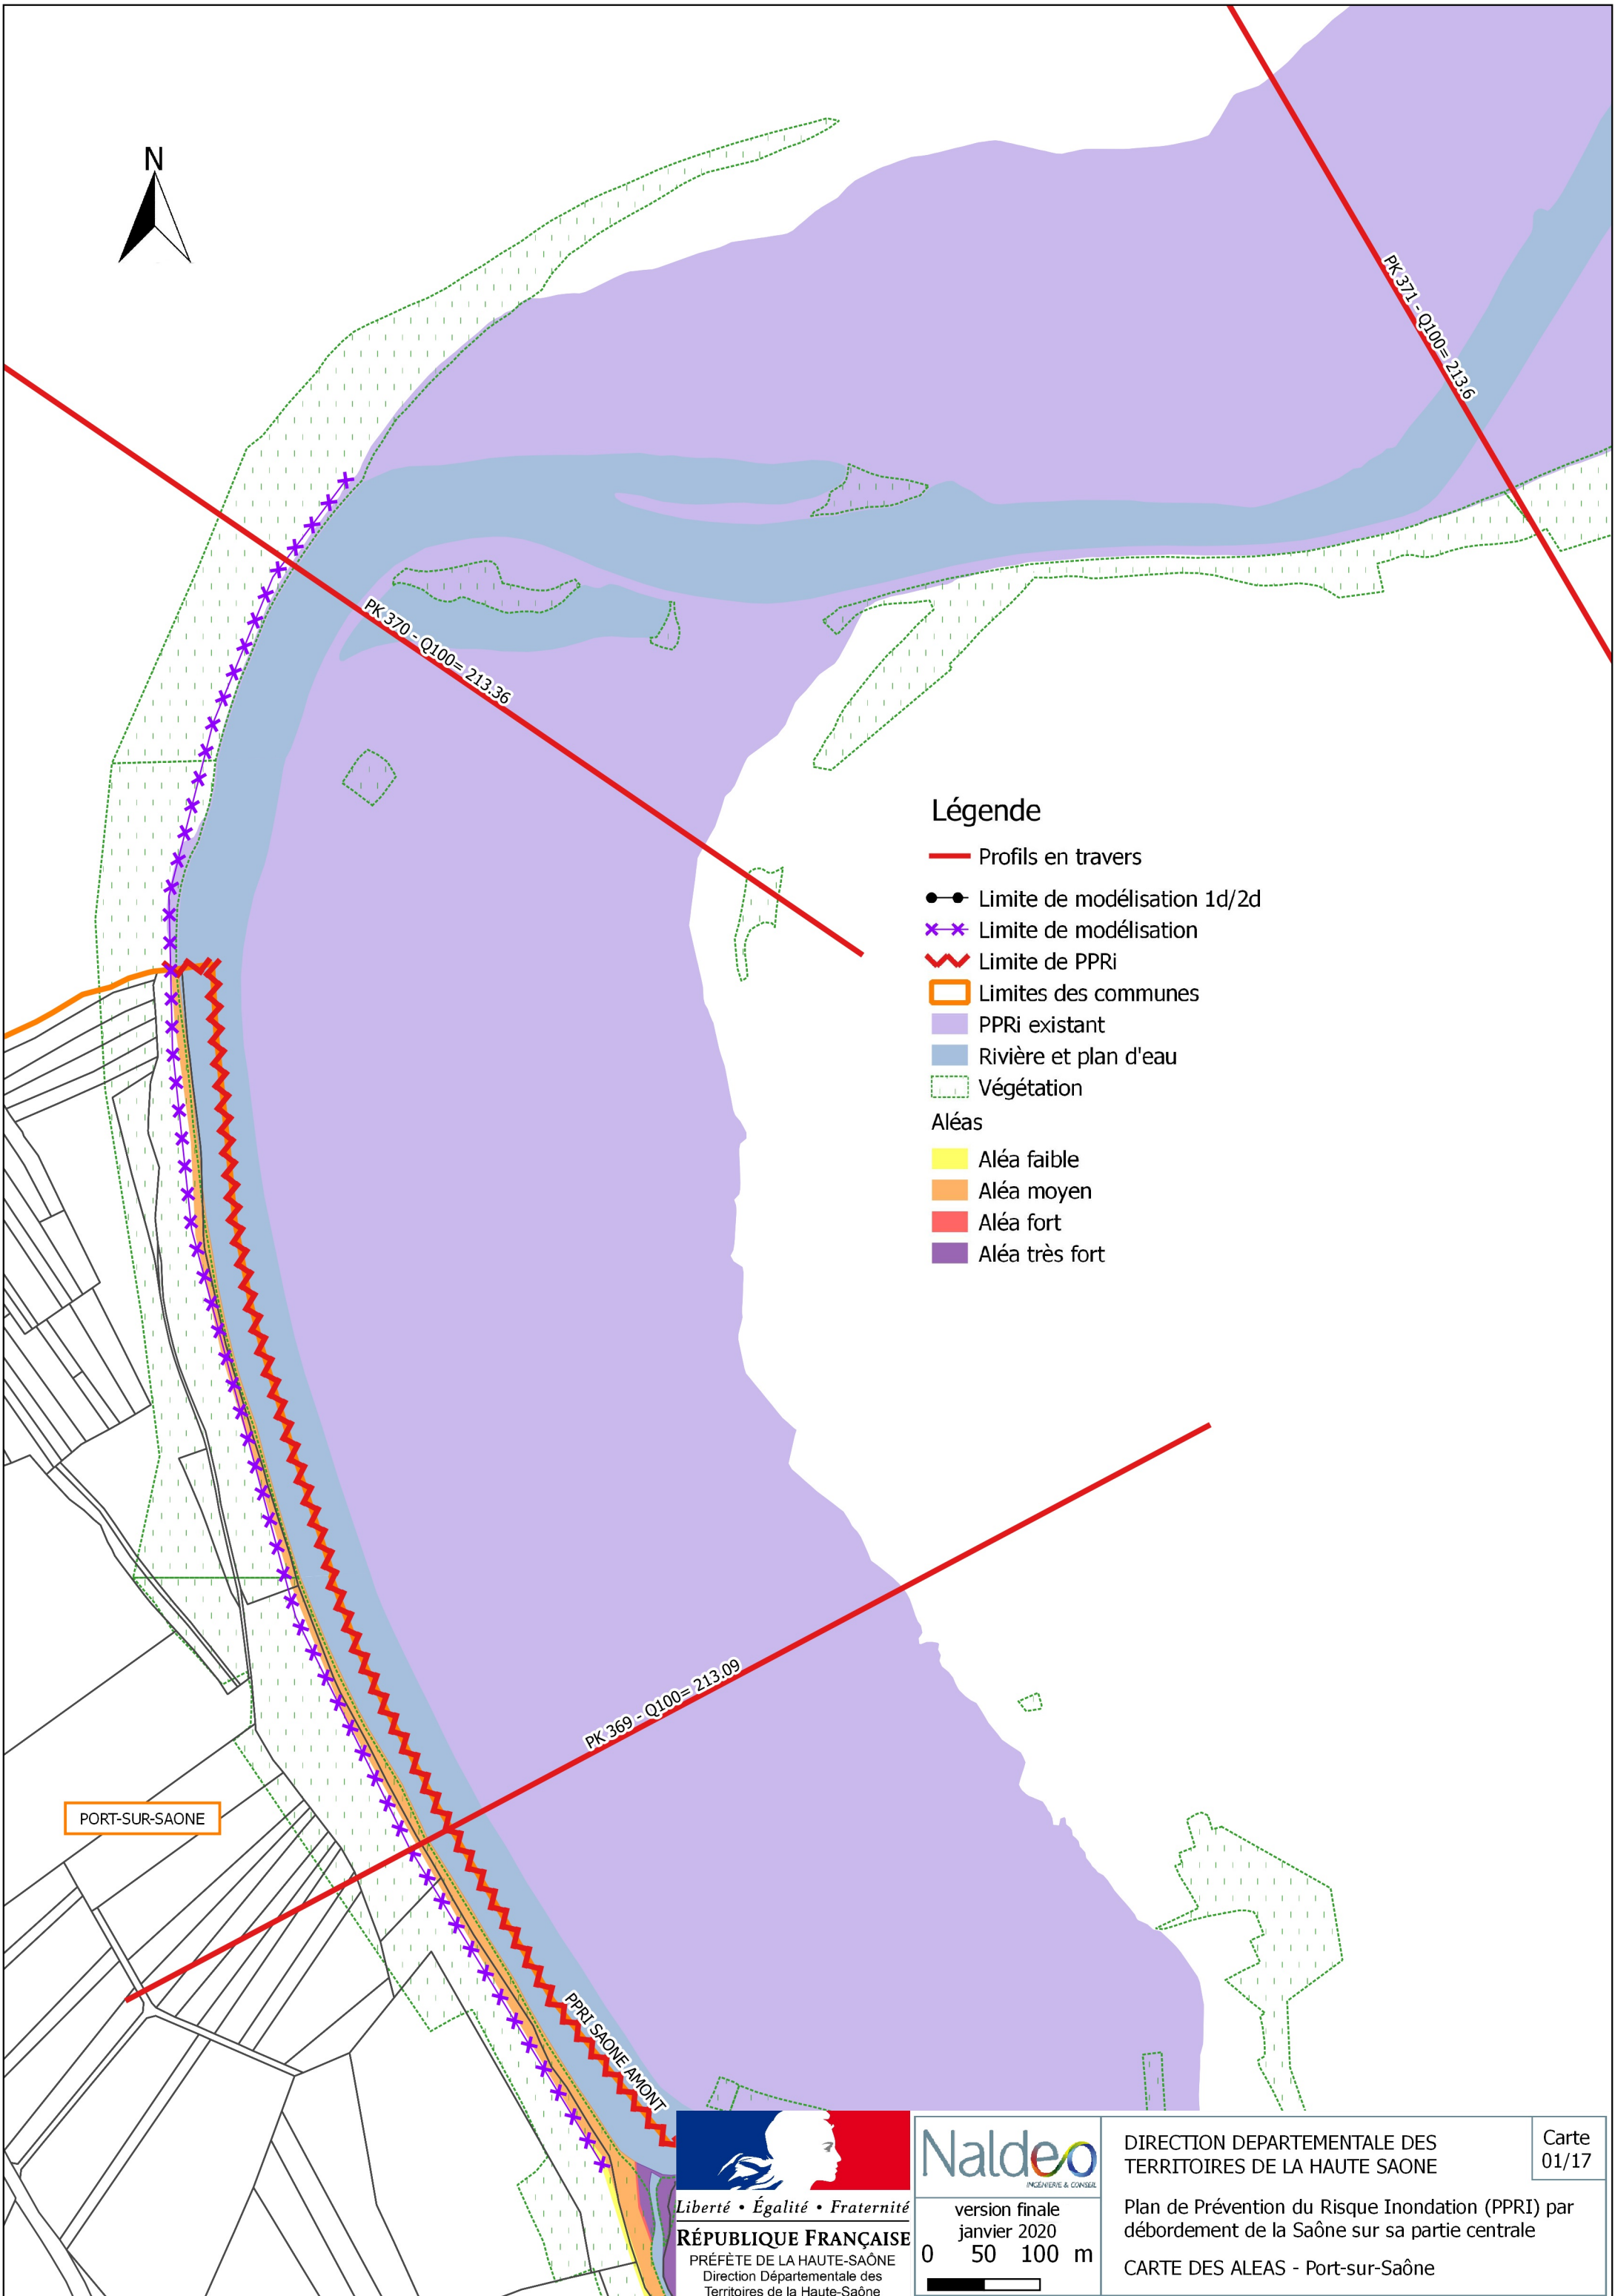 N
PK 371 - Q100= 213.6
PK 370 - Q100= 213.36
Légende
Profils en travers
Limite de modélisation 1d/2d
Limite de modélisation
Limite de PPRi
Limites des communes
PPRi existant
Rivière et plan d'eau
Végétation
Aléas
Aléa faible
Aléa moyen
Aléa fort
Aléa très fort
PK 369 - Q100= 213.09
PORT-SUR-SAONE
PPRI SAONE AMONT
Liberté • Égalité • Fraternité
RÉPUBLIQUE FRANÇAISE
PRÉFÈTE DE LA HAUTE-SAÔNE
Direction Départementale des
Territoires de la Haute-Saône
Naldeo
INGÉNIERIE & CONSEIL
version finale
janvier 2020
0 50 100 m
DIRECTION DEPARTEMENTALE DES
TERRITOIRES DE LA HAUTE SAONE
Carte
01/17
Plan de Prévention du Risque Inondation (PPRI) par
débordement de la Saône sur sa partie centrale
CARTE DES ALEAS - Port-sur-Saône